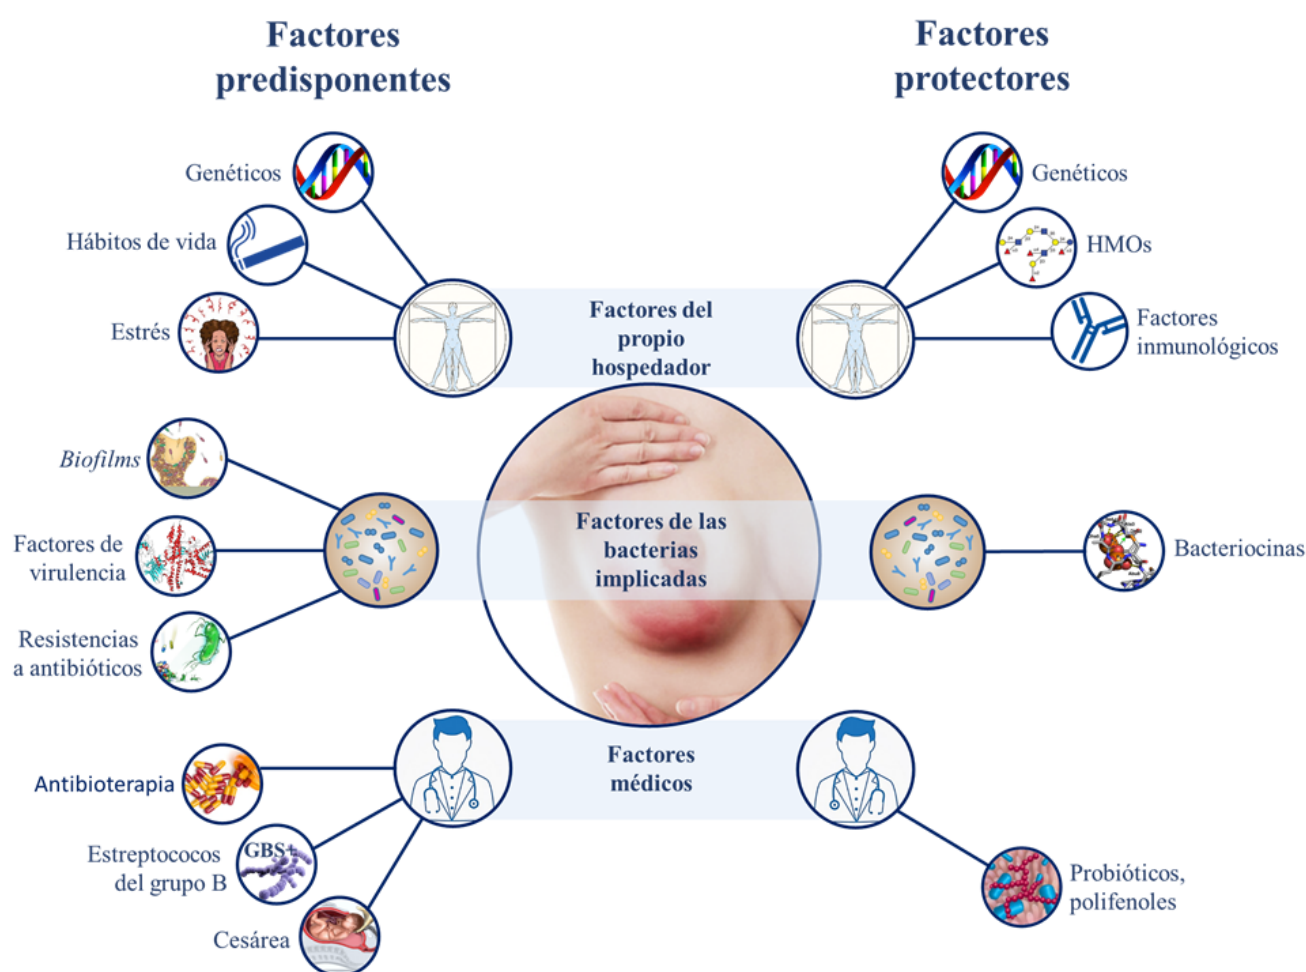 Factores
predisponentes
Factores
protectores
Genéticos
Hábitos de vida
Estrés
Genéticos
HMOs
Factores
inmunológicos
Factores del
propio
hospedador
Biofilms
Factores de
virulencia
Resistencias
a antibióticos
Factores de las
bacterias
implicadas
Bacteriocinas
Factores
médicos
Antibioterapia
GBS+
Estreptococos
del grupo B
Cesárea
Probióticos,
polifenoles